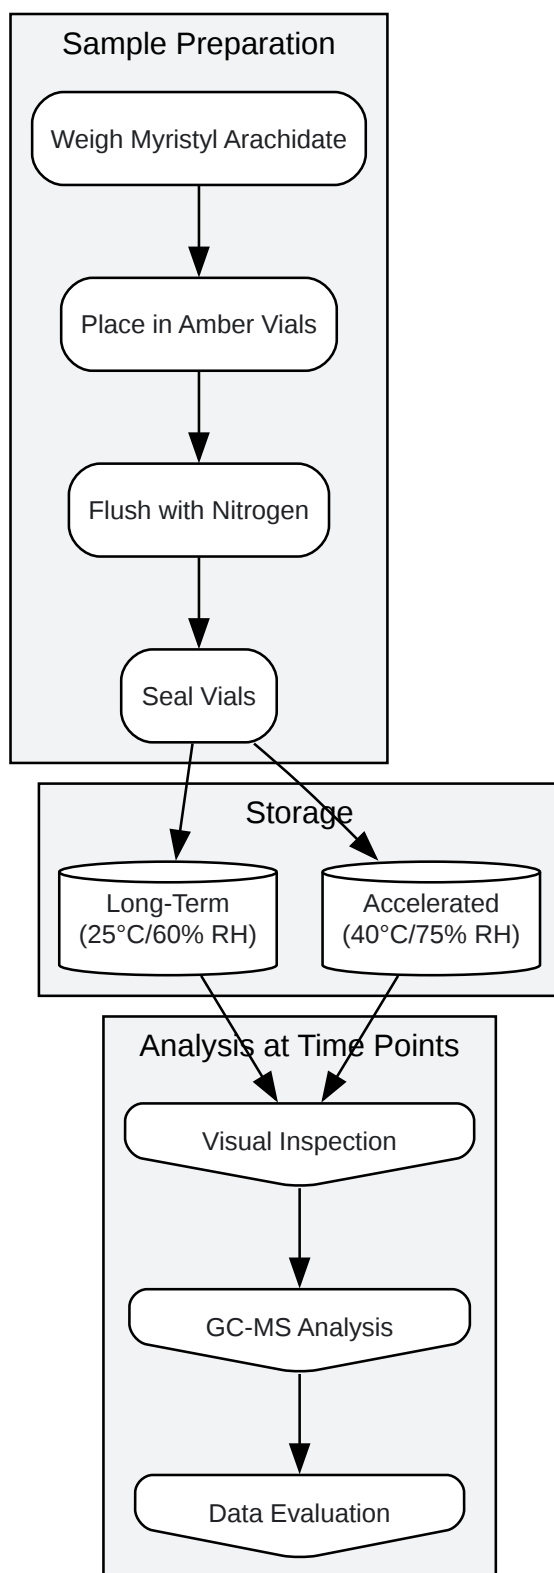 Sample Preparation
Weigh Myristyl Arachidate
Place in Amber Vials
Flush with Nitrogen
Seal Vials
Storage
Long-Term
(25°C/60% RH)
Accelerated
(40°C/75% RH)
Analysis at Time Points
Visual Inspection
GC-MS Analysis
Data Evaluation